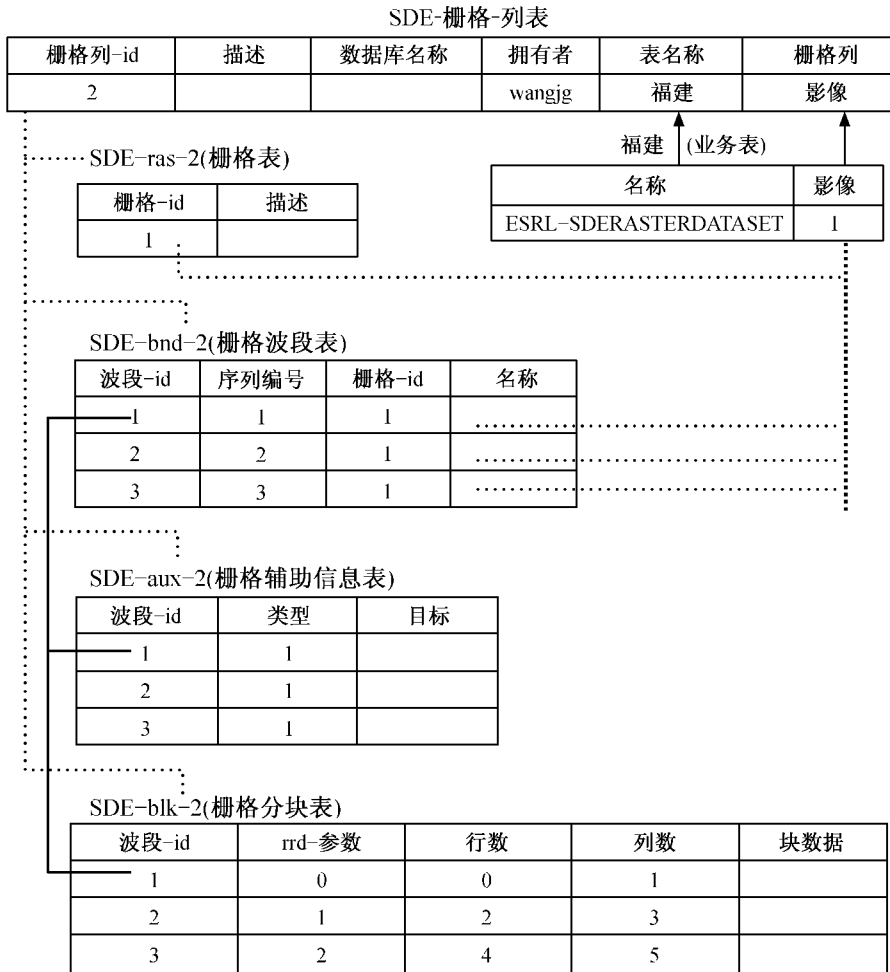 SDE-栅格-列表
栅格列-id 描述 数据库名称 拥有者 表名称 栅格列
2 wangjg 福建 影像
SDE-ras-2(栅格表)
栅格-id 描述
1
福建 (业务表)
名称 影像
ESRL-SDERASTERDATASET 1
SDE-bnd-2(栅格波段表)
波段-id 序列编号 栅格-id 名称
1 1 1
2 2 1
3 3 1
SDE-aux-2(栅格辅助信息表)
波段-id 类型 目标
1 1
2 1
3 1
SDE-blk-2(栅格分块表)
波段-id rrd-参数 行数 列数 块数据
1 0 0 1
2 1 2 3
3 2 4 5